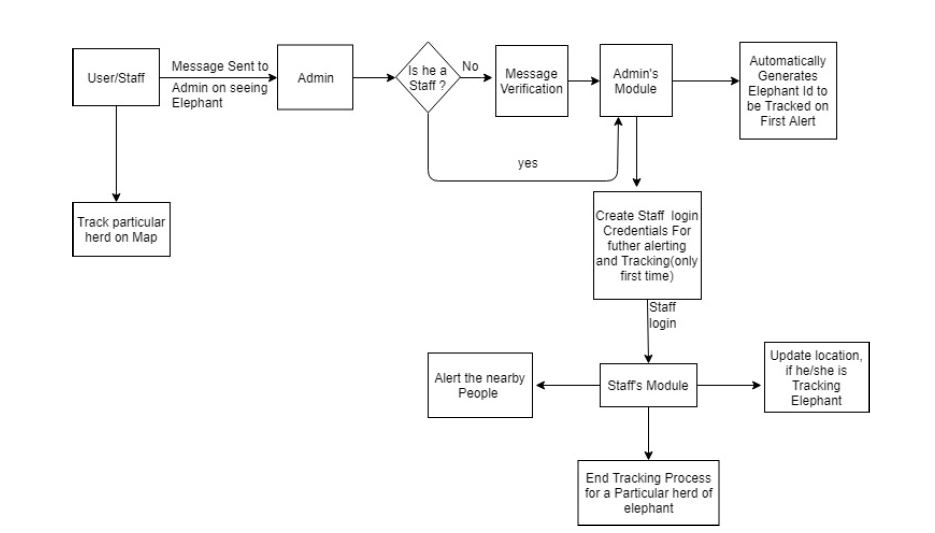 User/Staff
Message Sent to
Admin on seeing
Elephant
Admin
Is he a
Staff ?
No
Message
Verification
Admin's
Module
Automatically
Generates
Elephant Id to
be Tracked on
First Alert
yes
Track particular
herd on Map
Create Staff login
Credentials For
futher alerting
and Tracking(only
first time)
Staff
login
Alert the nearby
People
Staff's Module
Update location,
if he/she is
Tracking
Elephant
End Tracking Process
for a Particular herd of
elephant